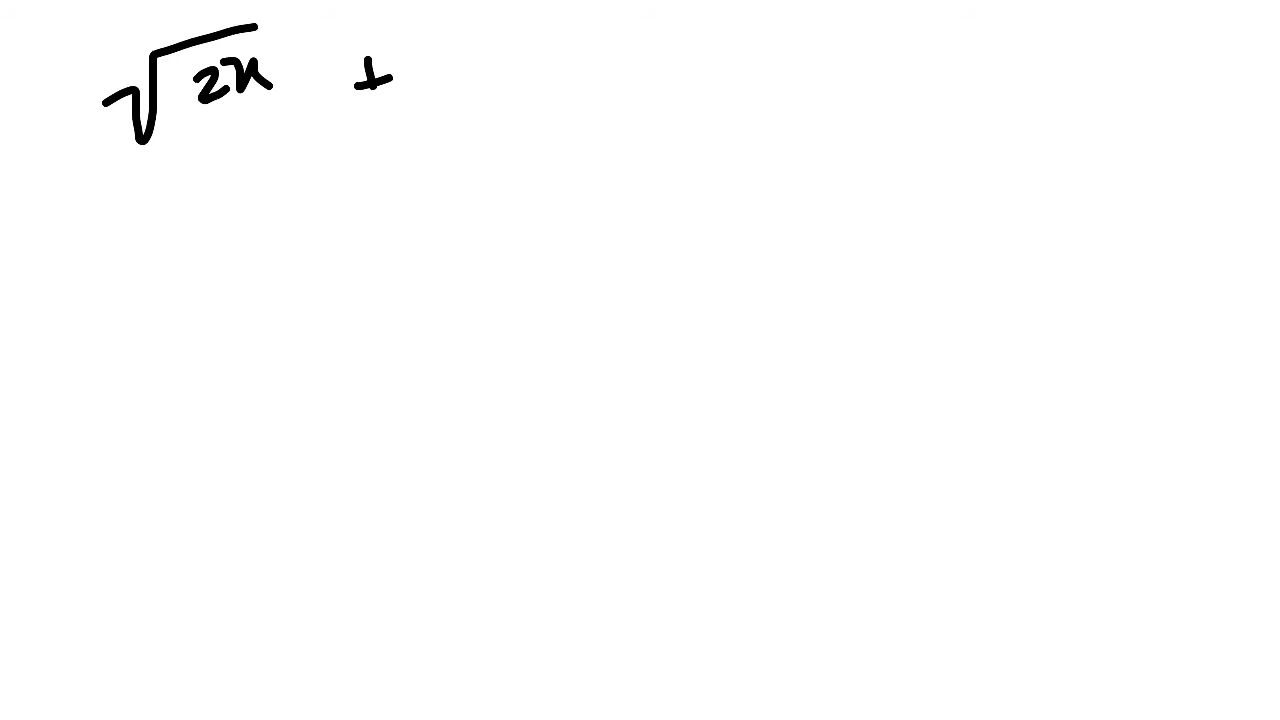 √2x +